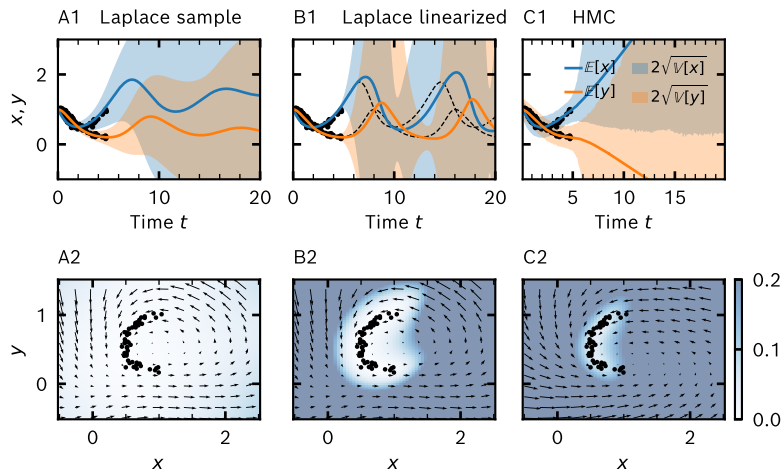 A1 Laplace sample
B1 Laplace linearized
C1 HMC
x, y
2
0
0 10 20
Time t
0 10 20
Time t
𝔼[x]
𝔼[y]
2√𝕍[x]
2√𝕍[y]
5 15
Time t
A2
B2
C2
y
1
0
0 2
x
0 2
x
0 2
x
0.2
0.1
0.0